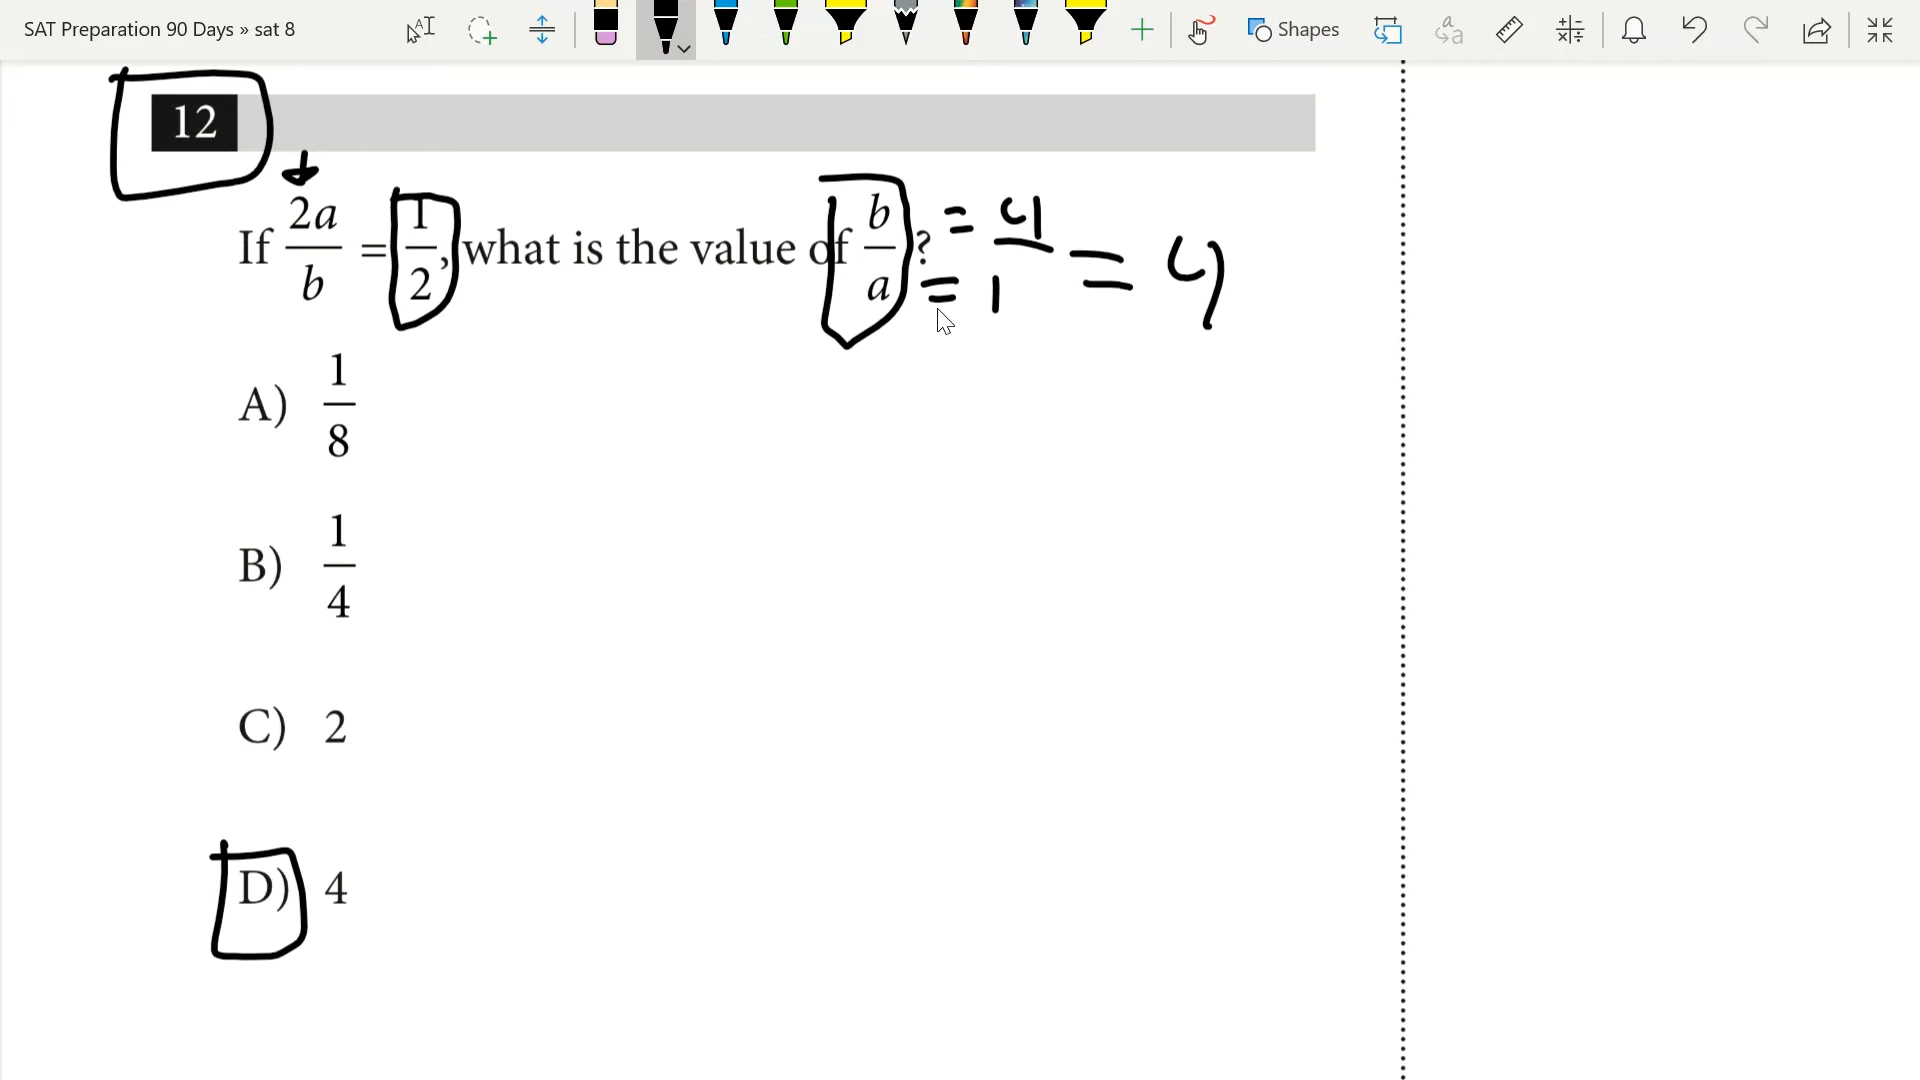 SAT Preparation 90 Days » sat 8
Shapes
12
If 2a/b = 1/2, what is the value of b/a? = 4/1 = 4
=
A) 1/8
B) 1/4
C) 2
D) 4